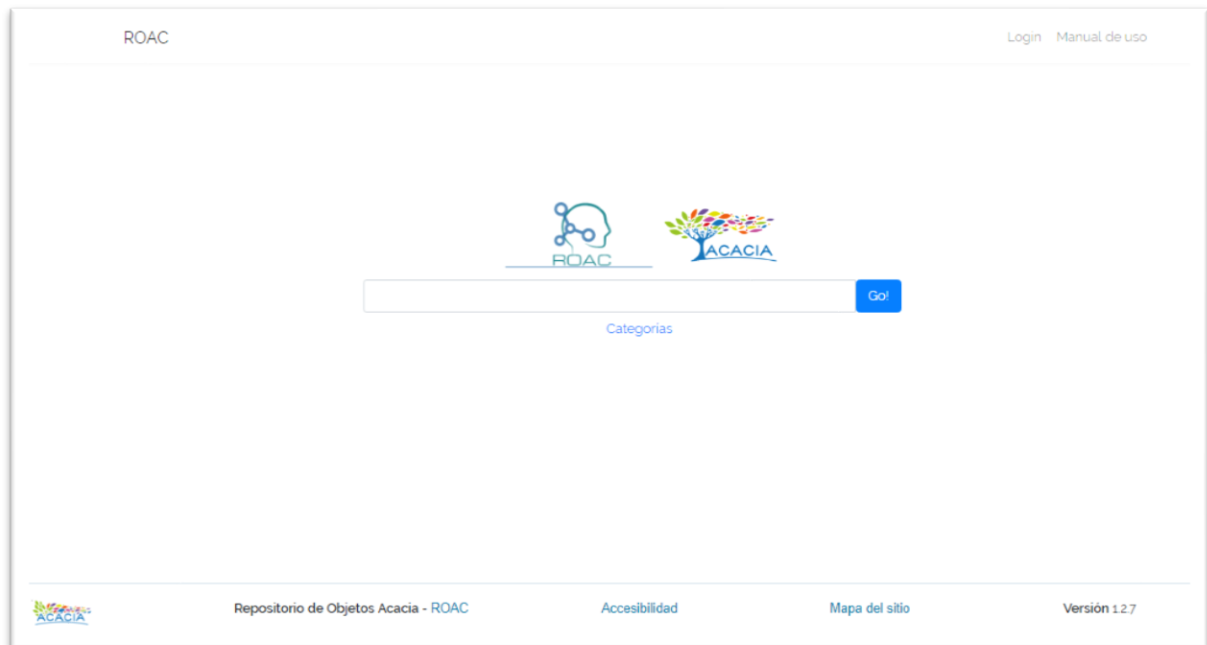 ROAC
Login Manual de uso
ROAC
ACACIA
Go!
Categorias
ACACIA
Repositorio de Objetos Acacia - ROAC
Accesibilidad
Mapa del sitio
Versión 1.2.7